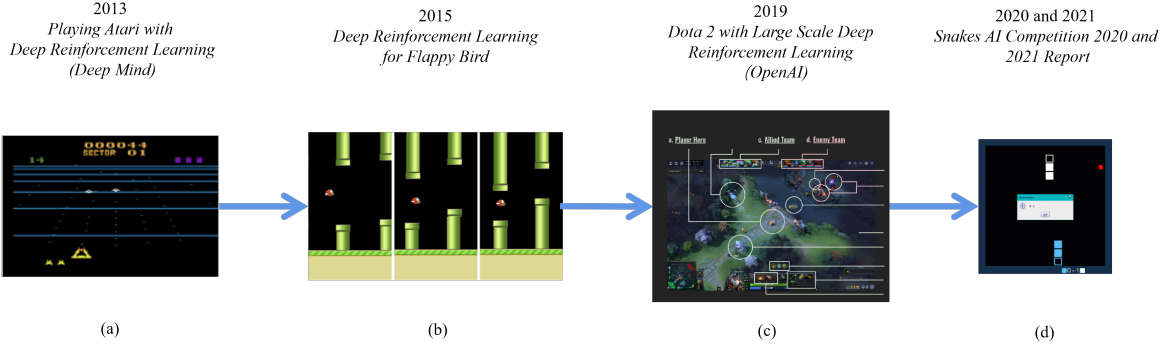 2013
Playing Atari with
Deep Reinforcement Learning
(Deep Mind)
2015
Deep Reinforcement Learning
for Flappy Bird
2019
Dota 2 with Large Scale Deep
Reinforcement Learning
(OpenAI)
2020 and 2021
Snakes AI Competition 2020 and
2021 Report
000044
SECTOR 01
14
a. Player Hero
c. Allied Team
d. Enemy Team
(a)
(b)
(c)
(d)